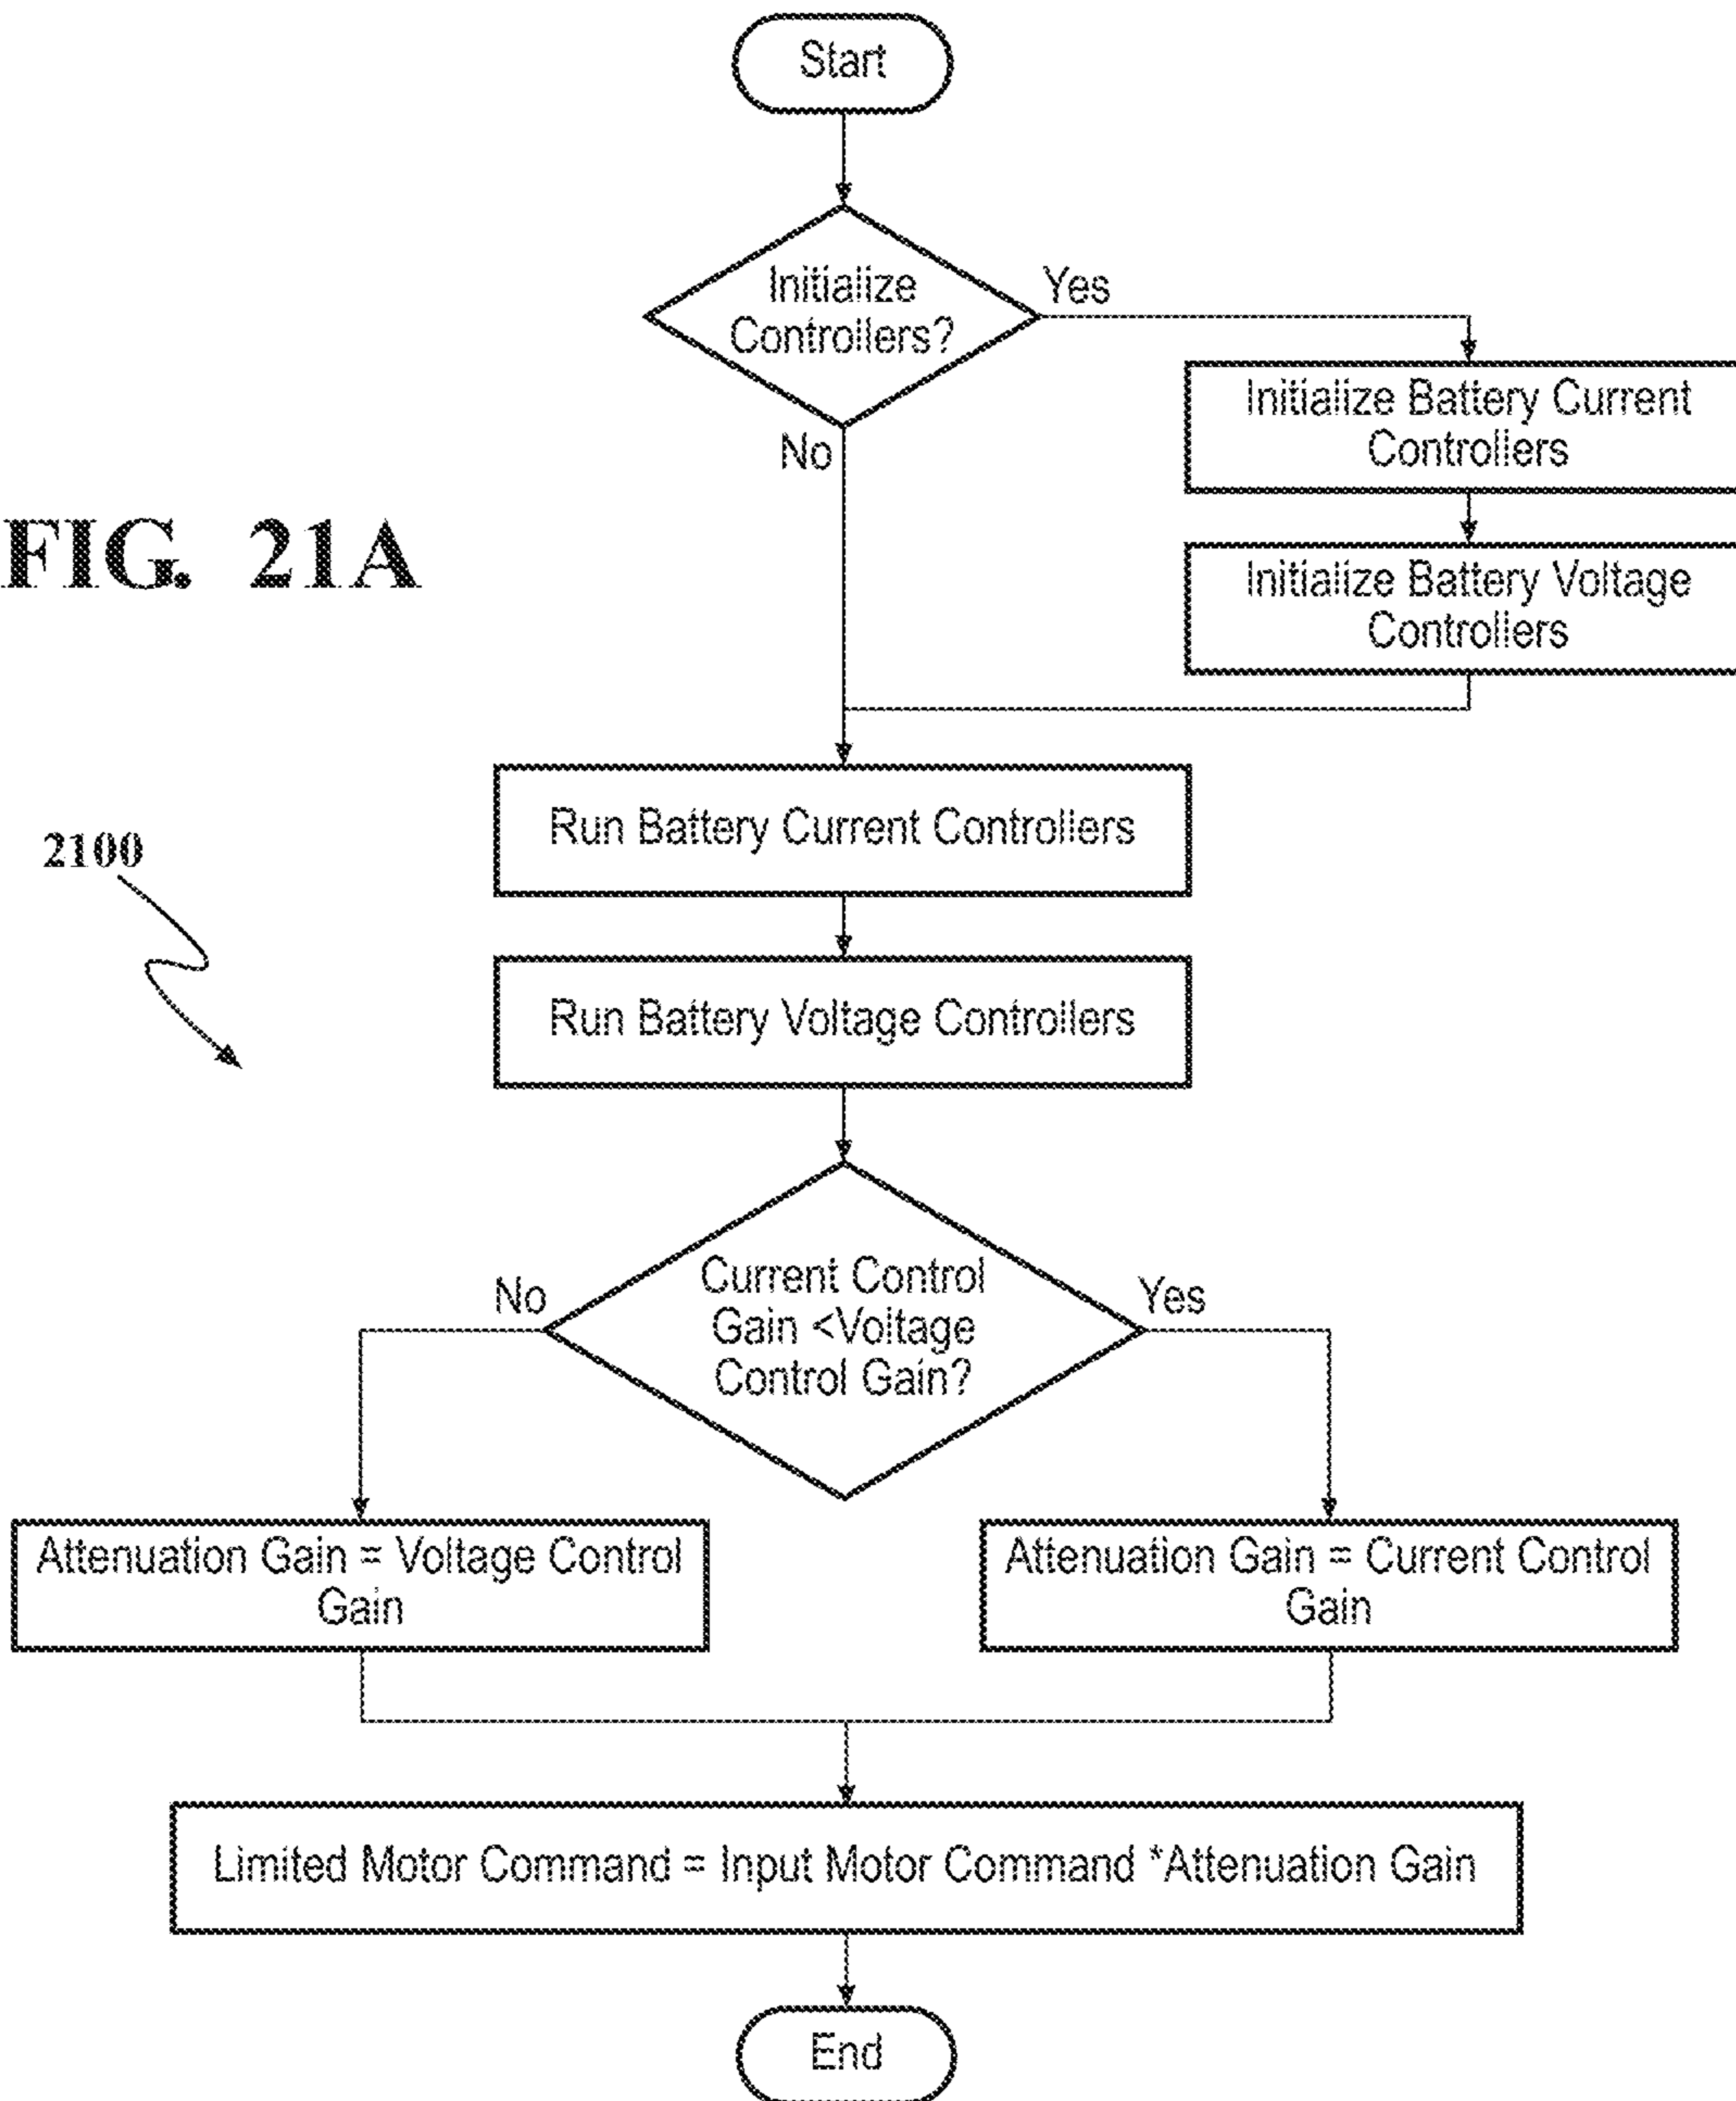 Start
Initialize
Controllers?
Yes
No
Initialize Battery Current
Controllers
Initialize Battery Voltage
Controllers
FIG. 21A
Run Battery Current Controllers
2100
Run Battery Voltage Controllers
Current Control
Gain <Voltage
Control Gain?
No
Yes
Attenuation Gain = Voltage Control
Gain
Attenuation Gain = Current Control
Gain
Limited Motor Command = Input Motor Command *Attenuation Gain
End